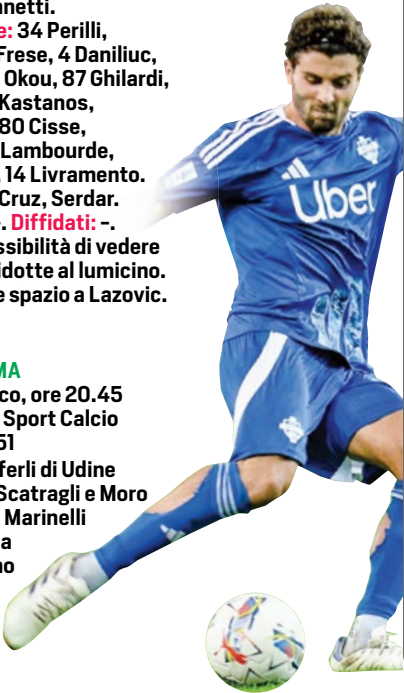 anetti.
e: 34 Perilli,
Frese, 4 Daniliuc,
Okou, 87 Ghilardi,
Kastanos,
80 Cisse,
Lambourde,
14 Livramento.
Cruz, Serdar.
. Diffidati: –.
ssibilità di vedere
idotte al lumicino.
e spazio a Lazovic.
MA
co, ore 20.45
Sport Calcio
51
ferli di Udine
Scatragli e Moro
Marinelli
a
no
Uber